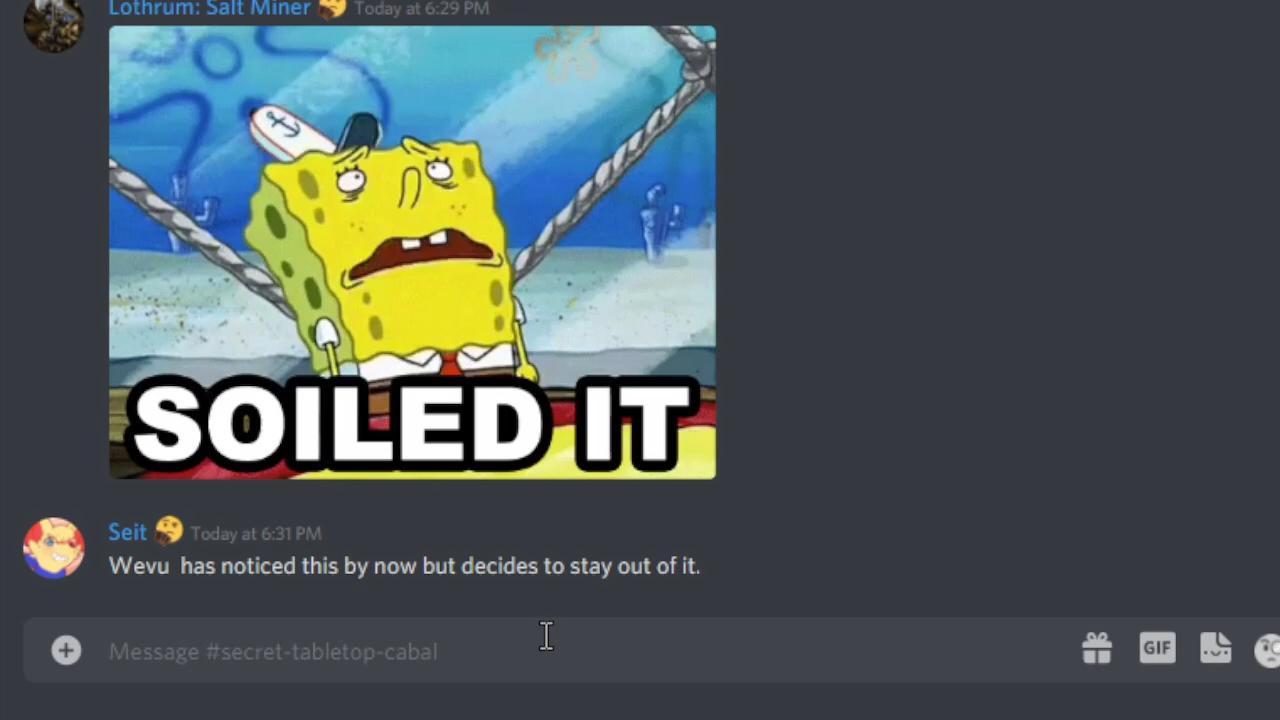 Lothrum: Salt Miner 🤔 Today at 6:29 PM
SOILED IT
Seit 🤔 Today at 6:31 PM
Wevu  has noticed this by now but decides to stay out of it.
Message #secret-tabletop-cabal
GIF